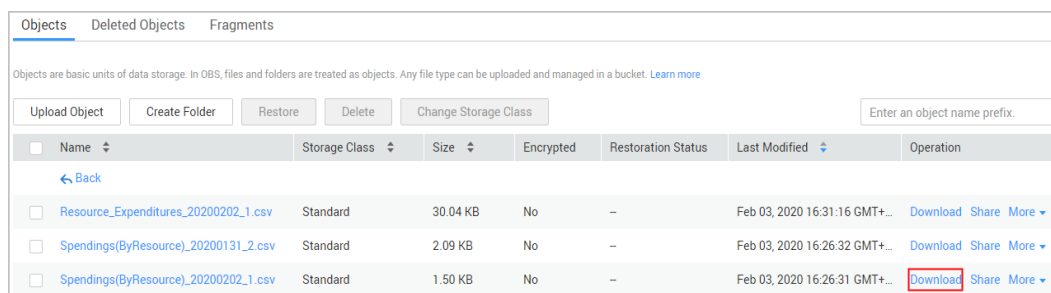 Objects Deleted Objects Fragments
Objects are basic units of data storage. In OBS, files and folders are treated as objects. Any file type can be uploaded and managed in a bucket. Learn more
Upload Object Create Folder Restore Delete Change Storage Class Enter an object name prefix.
Name Storage Class Size Encrypted Restoration Status Last Modified Operation
Back
Resource_Expenditures_20200202_1.csv Standard 30.04 KB No -- Feb 03, 2020 16:31:16 GMT+... Download Share More
Spendings(ByResource)_20200131_2.csv Standard 2.09 KB No -- Feb 03, 2020 16:26:32 GMT+... Download Share More
Spendings(ByResource)_20200202_1.csv Standard 1.50 KB No -- Feb 03, 2020 16:26:31 GMT+... Download Share More